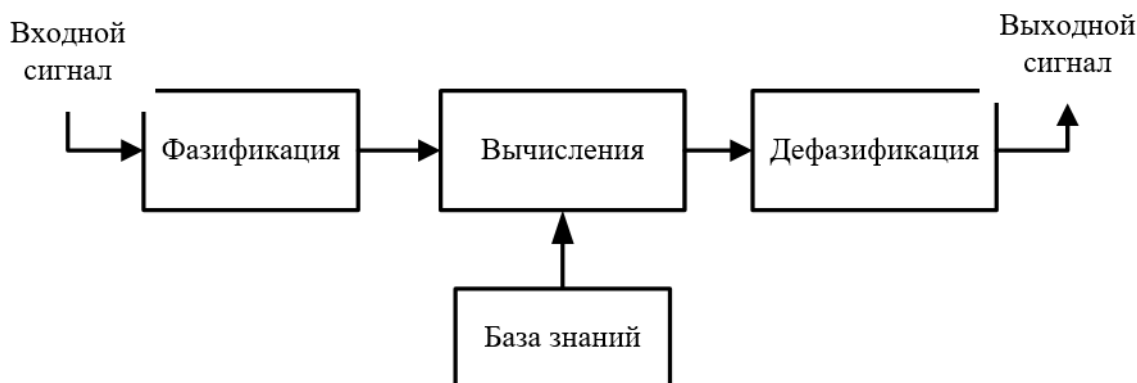 Входной
сигнал
Выходной
сигнал
Фазификация
Вычисления
Дефазификация
База знаний